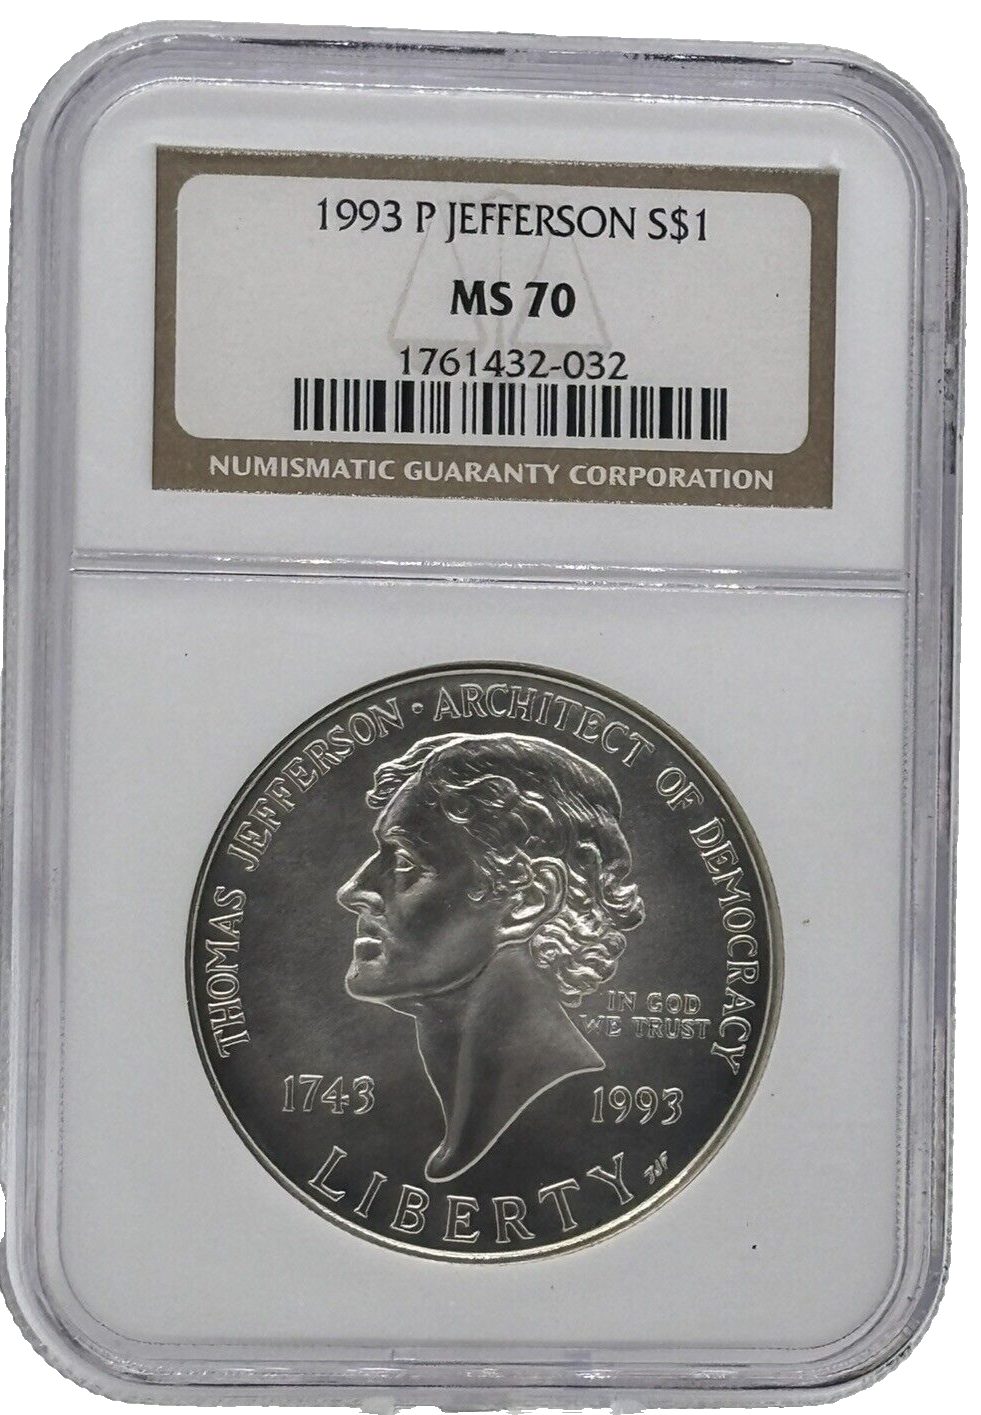 1993 P JEFFERSON S$1
MS 70
1761432-032
NUMISMATIC GUARANTY CORPORATION
THOMAS JEFFERSON · ARCHITECT OF DEMOCRACY
IN GOD
WE TRUST
1743
1993
LIBERTY